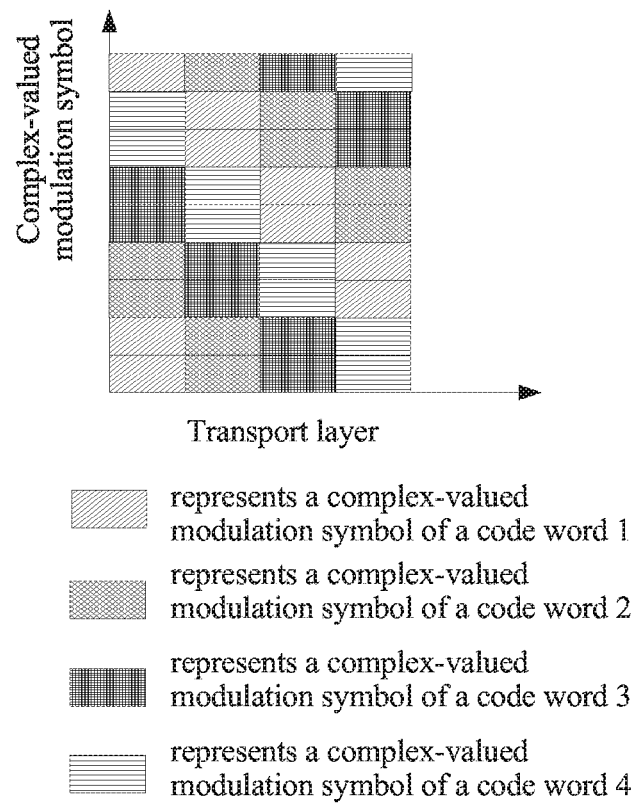 Complex-valued
modulation symbol
Transport layer
represents a complex-valued
modulation symbol of a code word 1
represents a complex-valued
modulation symbol of a code word 2
represents a complex-valued
modulation symbol of a code word 3
represents a complex-valued
modulation symbol of a code word 4